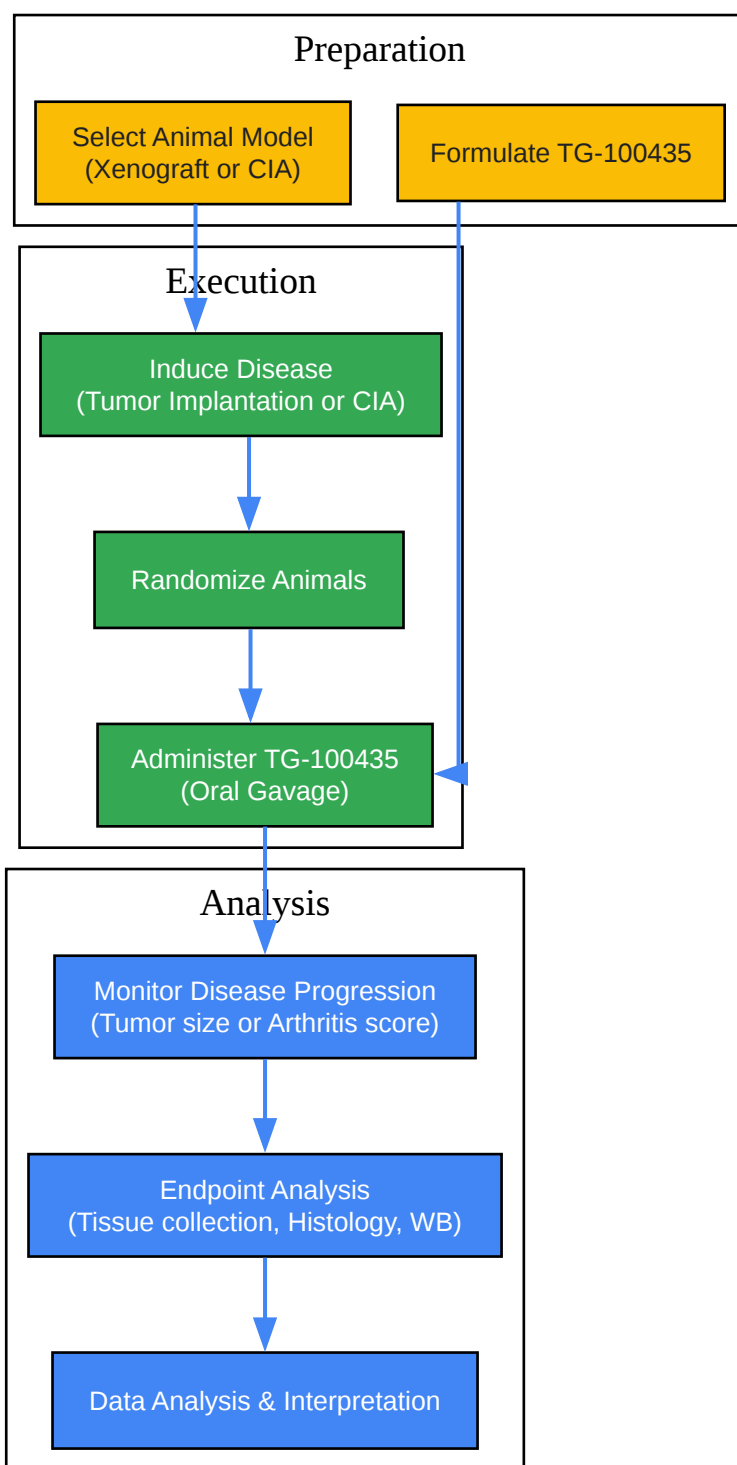 Preparation
Select Animal Model
(Xenograft or CIA)
Formulate TG-100435
Execution
Induce Disease
(Tumor Implantation or CIA)
Randomize Animals
Administer TG-100435
(Oral Gavage)
Analysis
Monitor Disease Progression
(Tumor size or Arthritis score)
Endpoint Analysis
(Tissue collection, Histology, WB)
Data Analysis & Interpretation